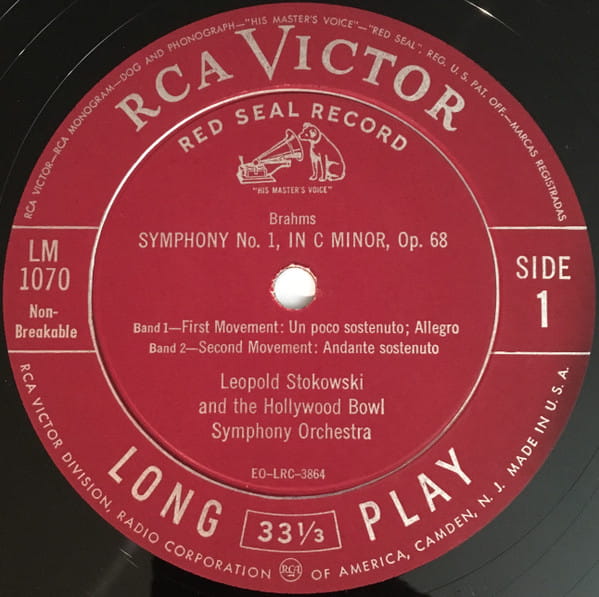 RCA VICTOR—RCA MONOGRAM—DOG AND PHONOGRAPH—"HIS MASTER'S VOICE"—"RED SEAL", REG. U.S. PAT. OFF.—MARCAS REGISTRADAS
RCA VICTOR
RED SEAL RECORD
"HIS MASTER'S VOICE"
Brahms
SYMPHONY No. 1, IN C MINOR, Op. 68
LM
1070
Non-
Breakable
SIDE
1
Band 1—First Movement: Un poco sostenuto; Allegro
Band 2—Second Movement: Andante sostenuto
Leopold Stokowski
and the Hollywood Bowl
Symphony Orchestra
EO-LRC-3864
LONG 33⅓ PLAY
RCA VICTOR DIVISION, RADIO CORPORATION RCA OF AMERICA, CAMDEN, N. J. MADE IN U.S.A.